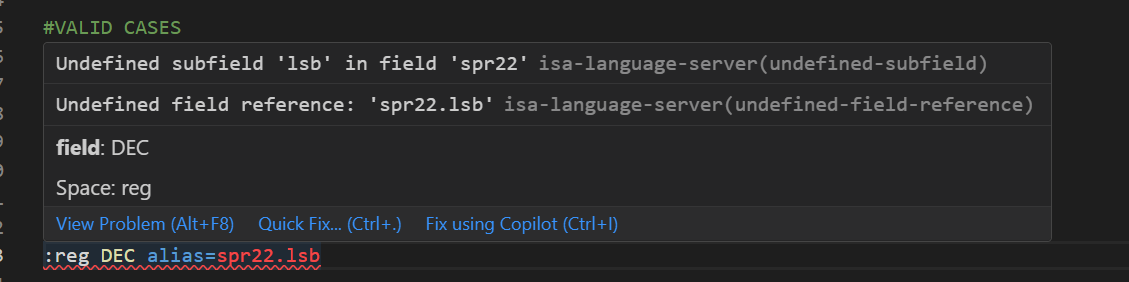 #VALID CASES
Undefined subfield 'lsb' in field 'spr22' isa-language-server(undefined-subfield)
Undefined field reference: 'spr22.lsb' isa-language-server(undefined-field-reference)
field: DEC
Space: reg
View Problem (Alt+F8) Quick Fix... (Ctrl+.) Fix using Copilot (Ctrl+I)
:reg DEC alias=spr22.lsb